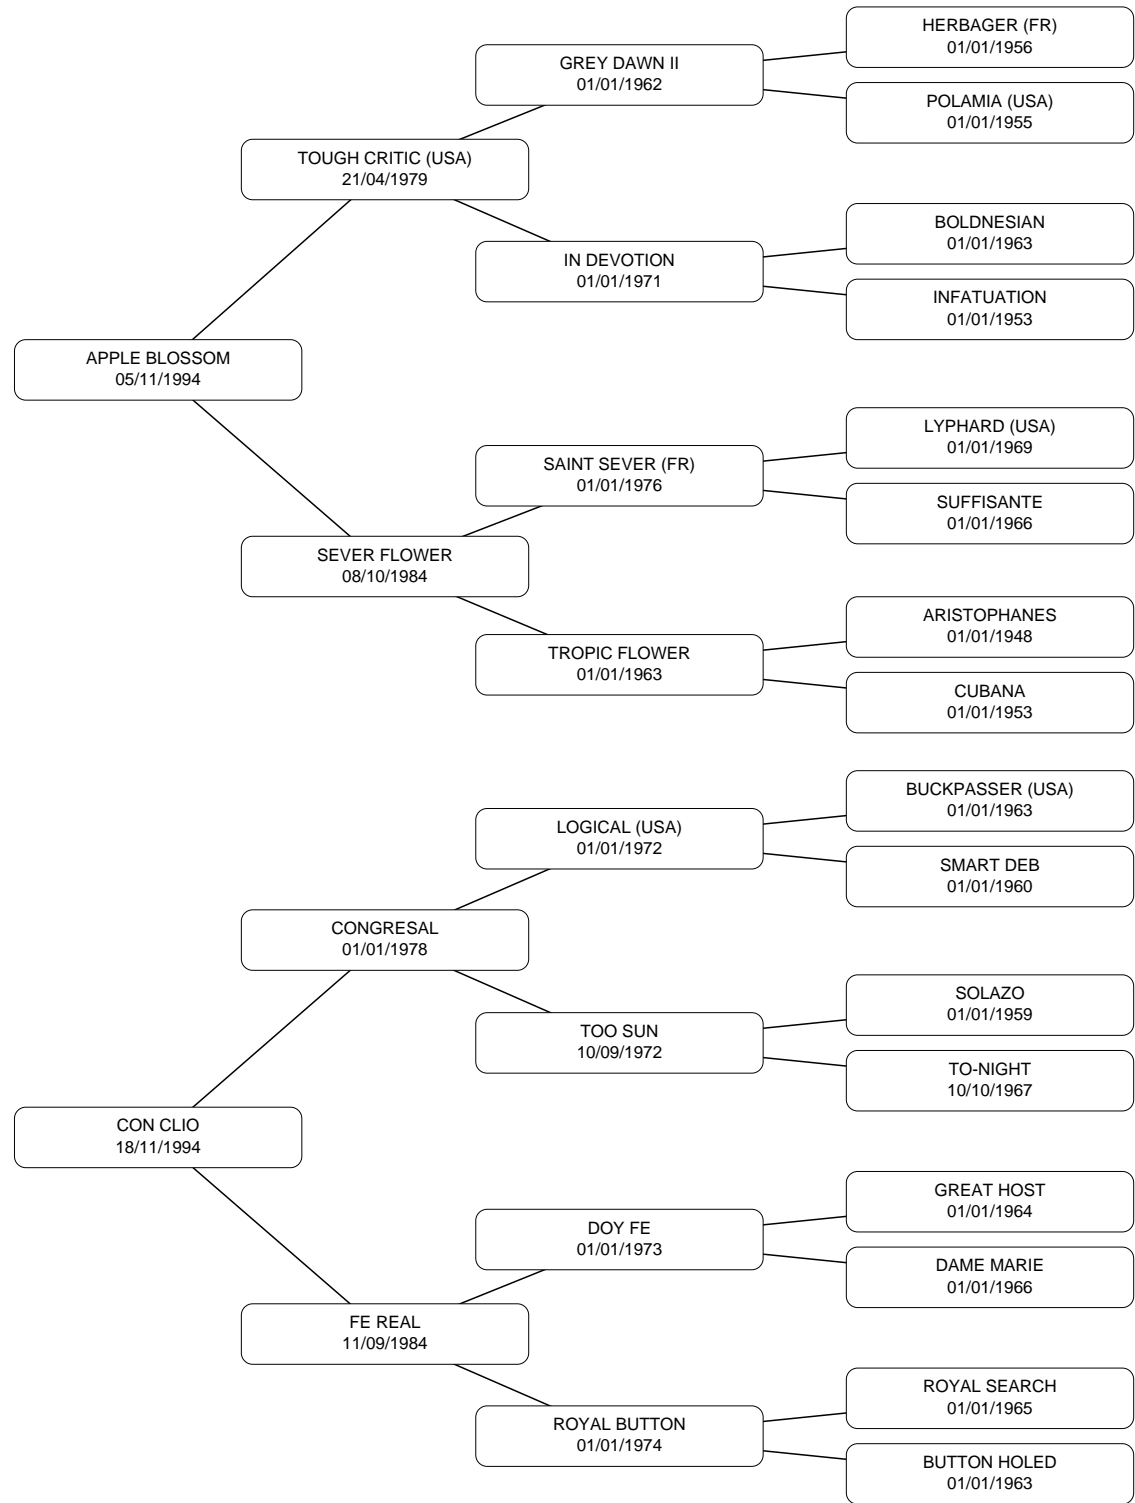 HERBAGER (FR)
01/01/1956
GREY DAWN II
01/01/1962
POLAMIA (USA)
01/01/1955
TOUGH CRITIC (USA)
21/04/1979
BOLDNESIAN
01/01/1963
IN DEVOTION
01/01/1971
INFATUATION
01/01/1953
APPLE BLOSSOM
05/11/1994
LYPHARD (USA)
01/01/1969
SAINT SEVER (FR)
01/01/1976
SUFFISANTE
01/01/1966
SEVER FLOWER
08/10/1984
ARISTOPHANES
01/01/1948
TROPIC FLOWER
01/01/1963
CUBANA
01/01/1953
BUCKPASSER (USA)
01/01/1963
LOGICAL (USA)
01/01/1972
SMART DEB
01/01/1960
CONGRESAL
01/01/1978
SOLAZO
01/01/1959
TOO SUN
10/09/1972
TO-NIGHT
10/10/1967
CON CLIO
18/11/1994
GREAT HOST
01/01/1964
DOY FE
01/01/1973
DAME MARIE
01/01/1966
FE REAL
11/09/1984
ROYAL SEARCH
01/01/1965
ROYAL BUTTON
01/01/1974
BUTTON HOLED
01/01/1963